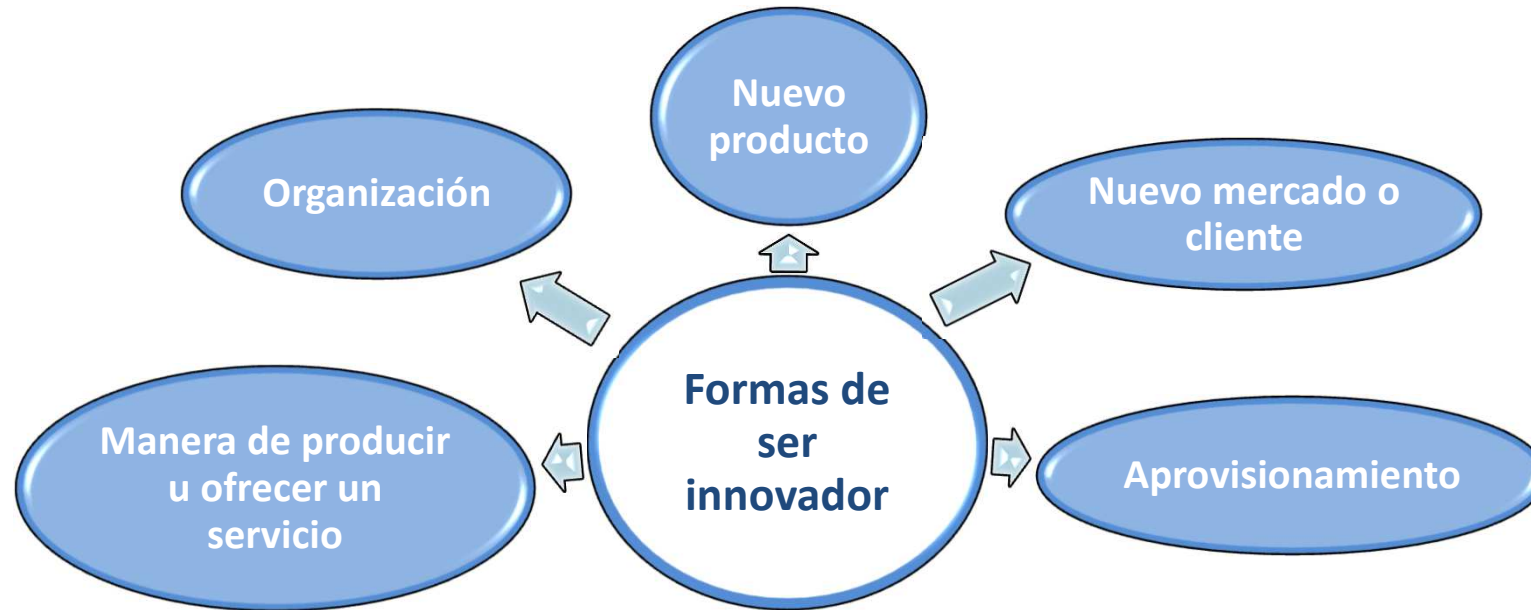 Nuevo
producto
Organización
Nuevo mercado o
cliente
Formas de
ser
innovador
Manera de producir
u ofrecer un
servicio
Aprovisionamiento